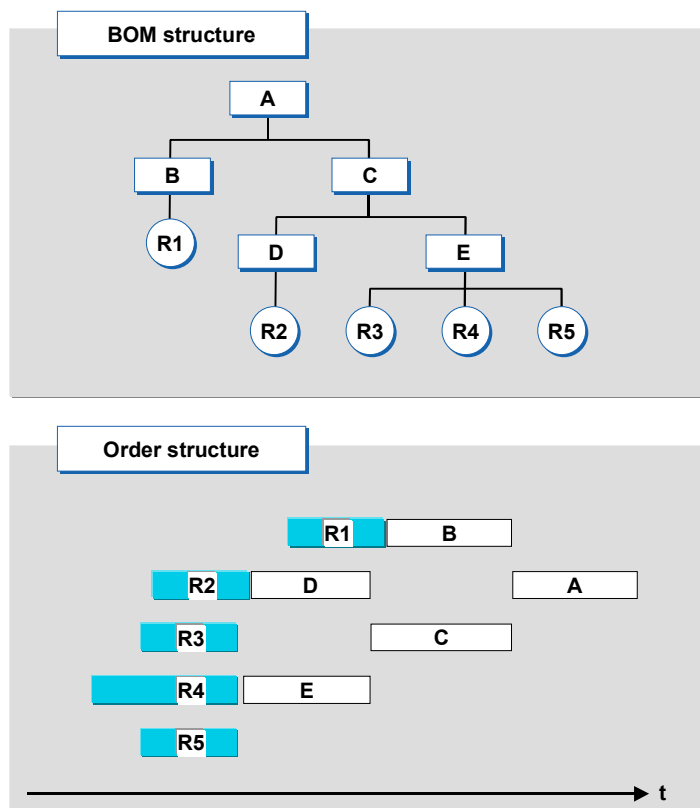 BOM structure
A
B
C
R1
D
E
R2
R3
R4
R5
Order structure
R1
B
R2
D
A
R3
C
R4
E
R5
t